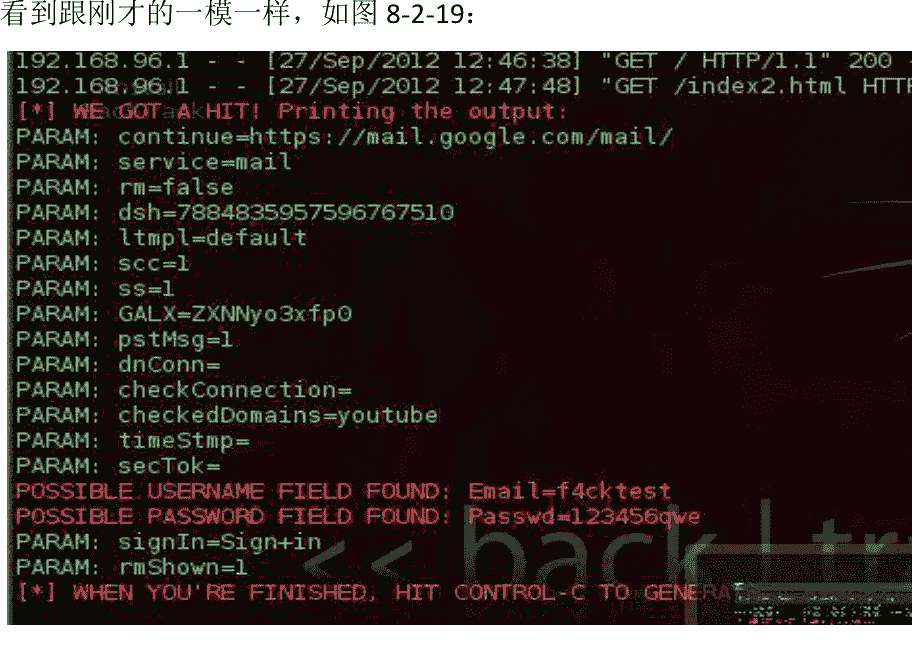 看到跟刚才的一模一样，如图 8-2-19：
192.168.96.1 - - [27/Sep/2012 12:46:38] "GET / HTTP/1.1" 200 -
192.168.96.1 - - [27/Sep/2012 12:47:48] "GET /index2.html HTTP
[*] WE GOT A HIT! Printing the output:
PARAM: continue=https://mail.google.com/mail/
PARAM: service=mail
PARAM: rm=false
PARAM: dsh=7884835957596767510
PARAM: ltmpl=default
PARAM: scc=1
PARAM: ss=1
PARAM: GALX=ZXNNyo3xfp0
PARAM: pstMsg=1
PARAM: dnConn=
PARAM: checkConnection=
PARAM: checkedDomains=youtube
PARAM: timeStmp=
PARAM: secTok=
POSSIBLE USERNAME FIELD FOUND: Email=f4cktest
POSSIBLE PASSWORD FIELD FOUND: Passwd=123456qwe
PARAM: signIn=Sign+in
PARAM: rmShown=1
[*] WHEN YOU'RE FINISHED, HIT CONTROL-C TO GENERAT
<< back | tr